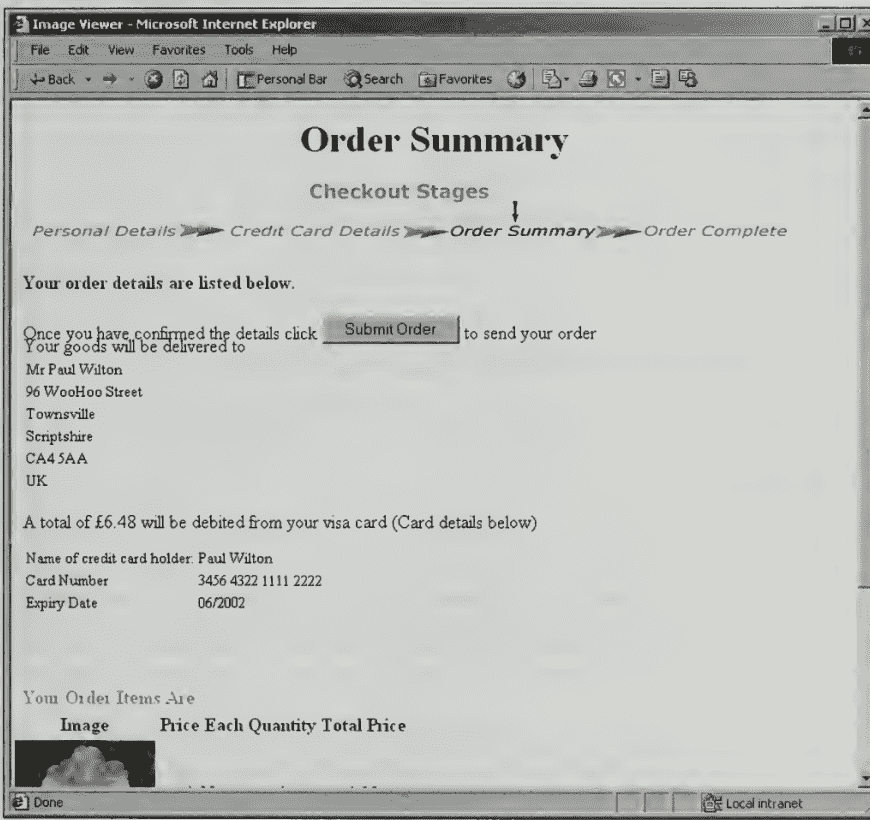 Image Viewer - Microsoft Internet Explorer
File Edit View Favorites Tools Help
Back Personal Bar Search Favorites
Order Summary
Checkout Stages
Personal Details Credit Card Details Order Summary Order Complete
Your order details are listed below.
Once you have confirmed the details click Submit Order to send your order
Your goods will be delivered to
Mr Paul Wilton
96 WooHoo Street
Townsville
Scriptshire
CA4 5AA
UK
A total of £6.48 will be debited from your visa card (Card details below)
Name of credit card holder: Paul Wilton
Card Number 3456 4322 1111 2222
Expiry Date 06/2002
Your Order Items Are
Image Price Each Quantity Total Price
Done Local intranet